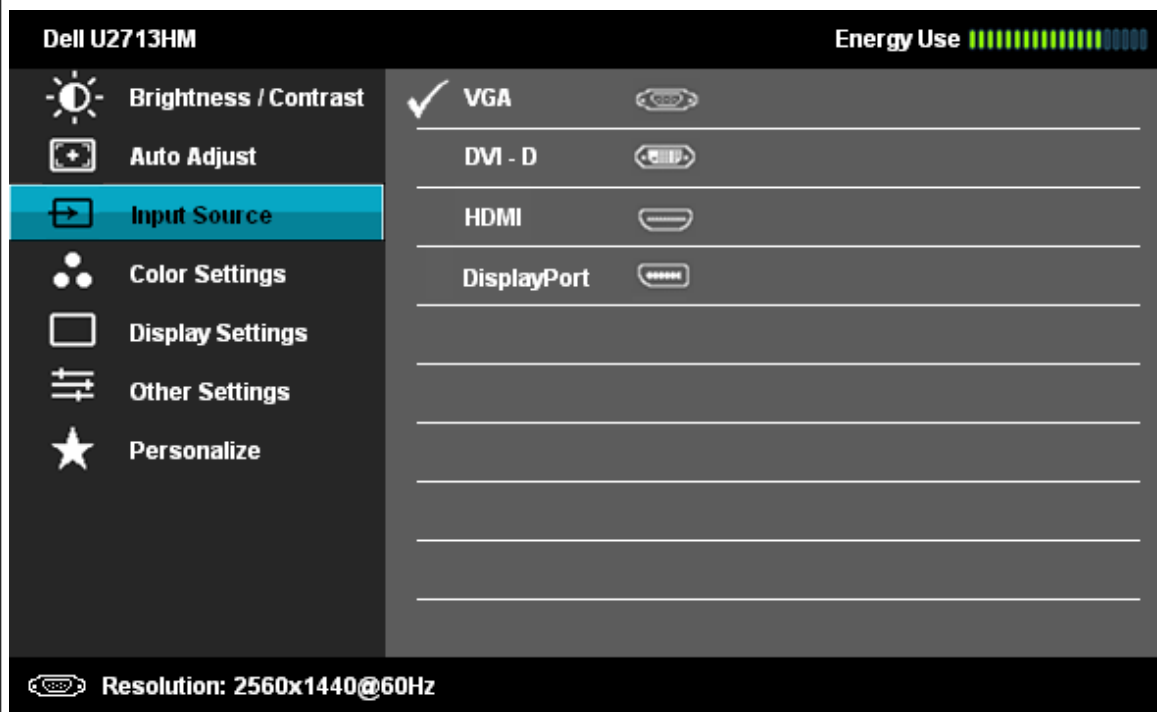 Dell U2713HM
Energy Use
Brightness / Contrast
Auto Adjust
Input Source
Color Settings
Display Settings
Other Settings
Personalize
VGA
DVI - D
HDMI
DisplayPort
Resolution: 2560x1440@60Hz